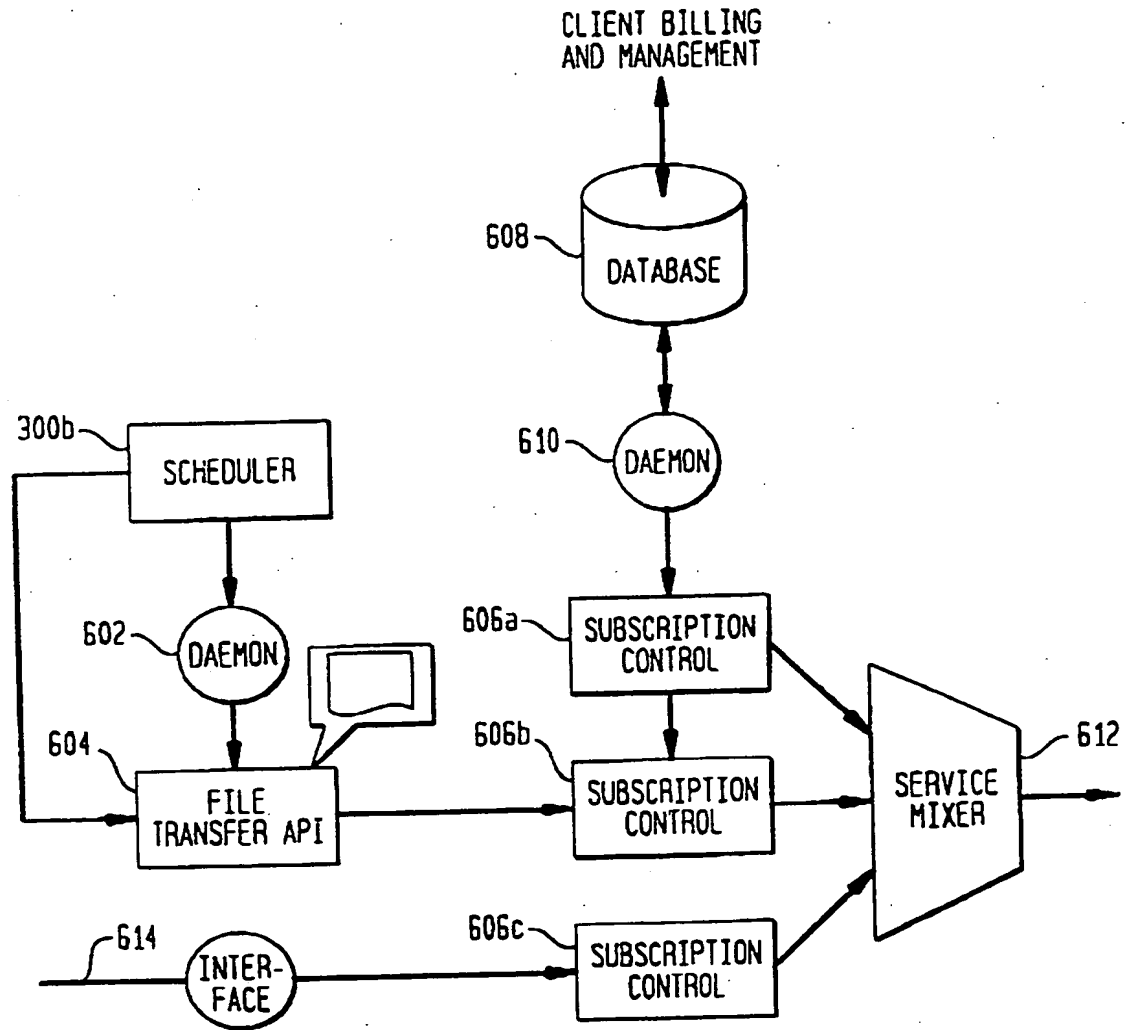 CLIENT BILLING
AND MANAGEMENT
608
DATABASE
300b
SCHEDULER
610
DAEMON
602
DAEMON
606a
SUBSCRIPTION
CONTROL
604
FILE
TRANSFER API
606b
SUBSCRIPTION
CONTROL
612
SERVICE
MIXER
614
INTER-
FACE
606c
SUBSCRIPTION
CONTROL